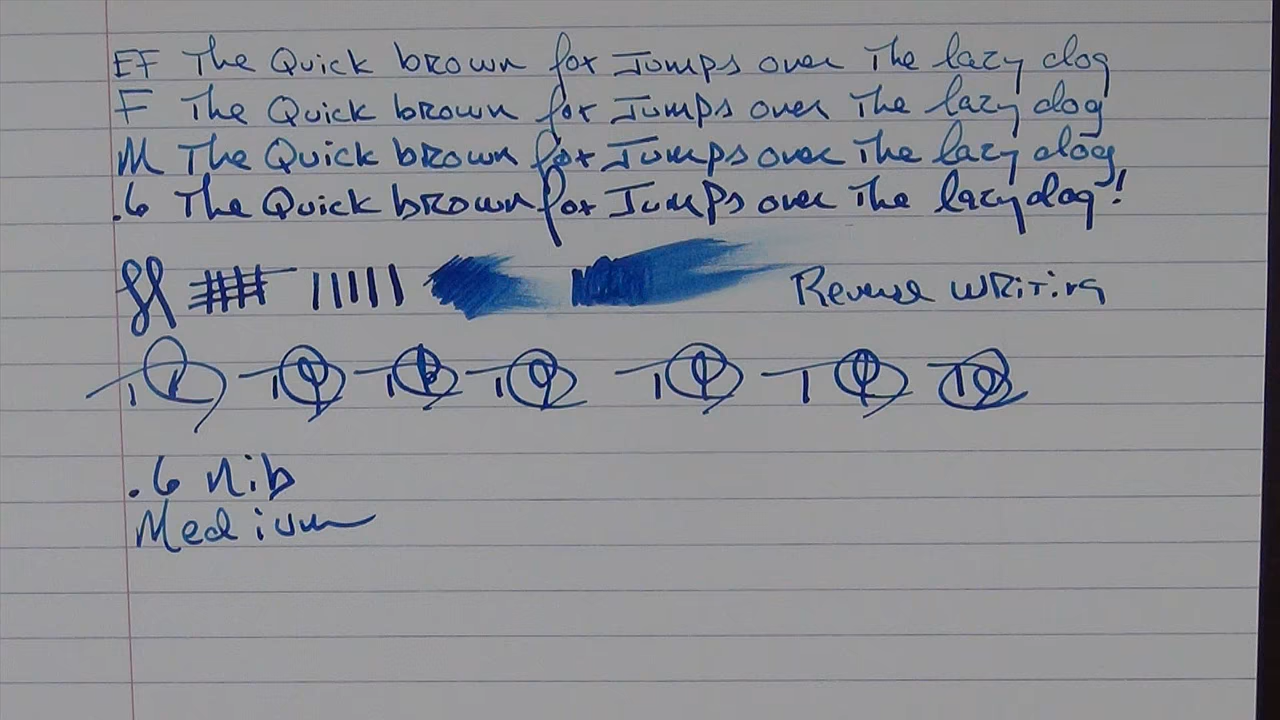 EF The Quick brown fox Jumps over The lazy dog
F The Quick brown fox Jumps over The lazy dog
M The Quick brown fox Jumps over The lazy dog
.6 The Quick brown fox Jumps over The lazy dog!
Reverse WRiTing
.6 Nib
Medium